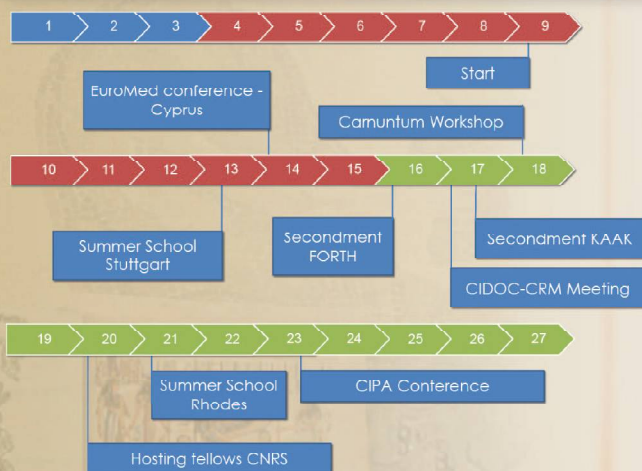 1 2 3 4 5 6 7 8 9
Start
EuroMed conference -
Cyprus
Carnuntum Workshop
10 11 12 13 14 15 16 17 18
Summer School
Stuttgart
Secondment
FORTH
Secondment KAAK
CIDOC-CRM Meeting
19 20 21 22 23 24 25 26 27
Summer School
Rhodes
CIPA Conference
Hosting fellows CNRS